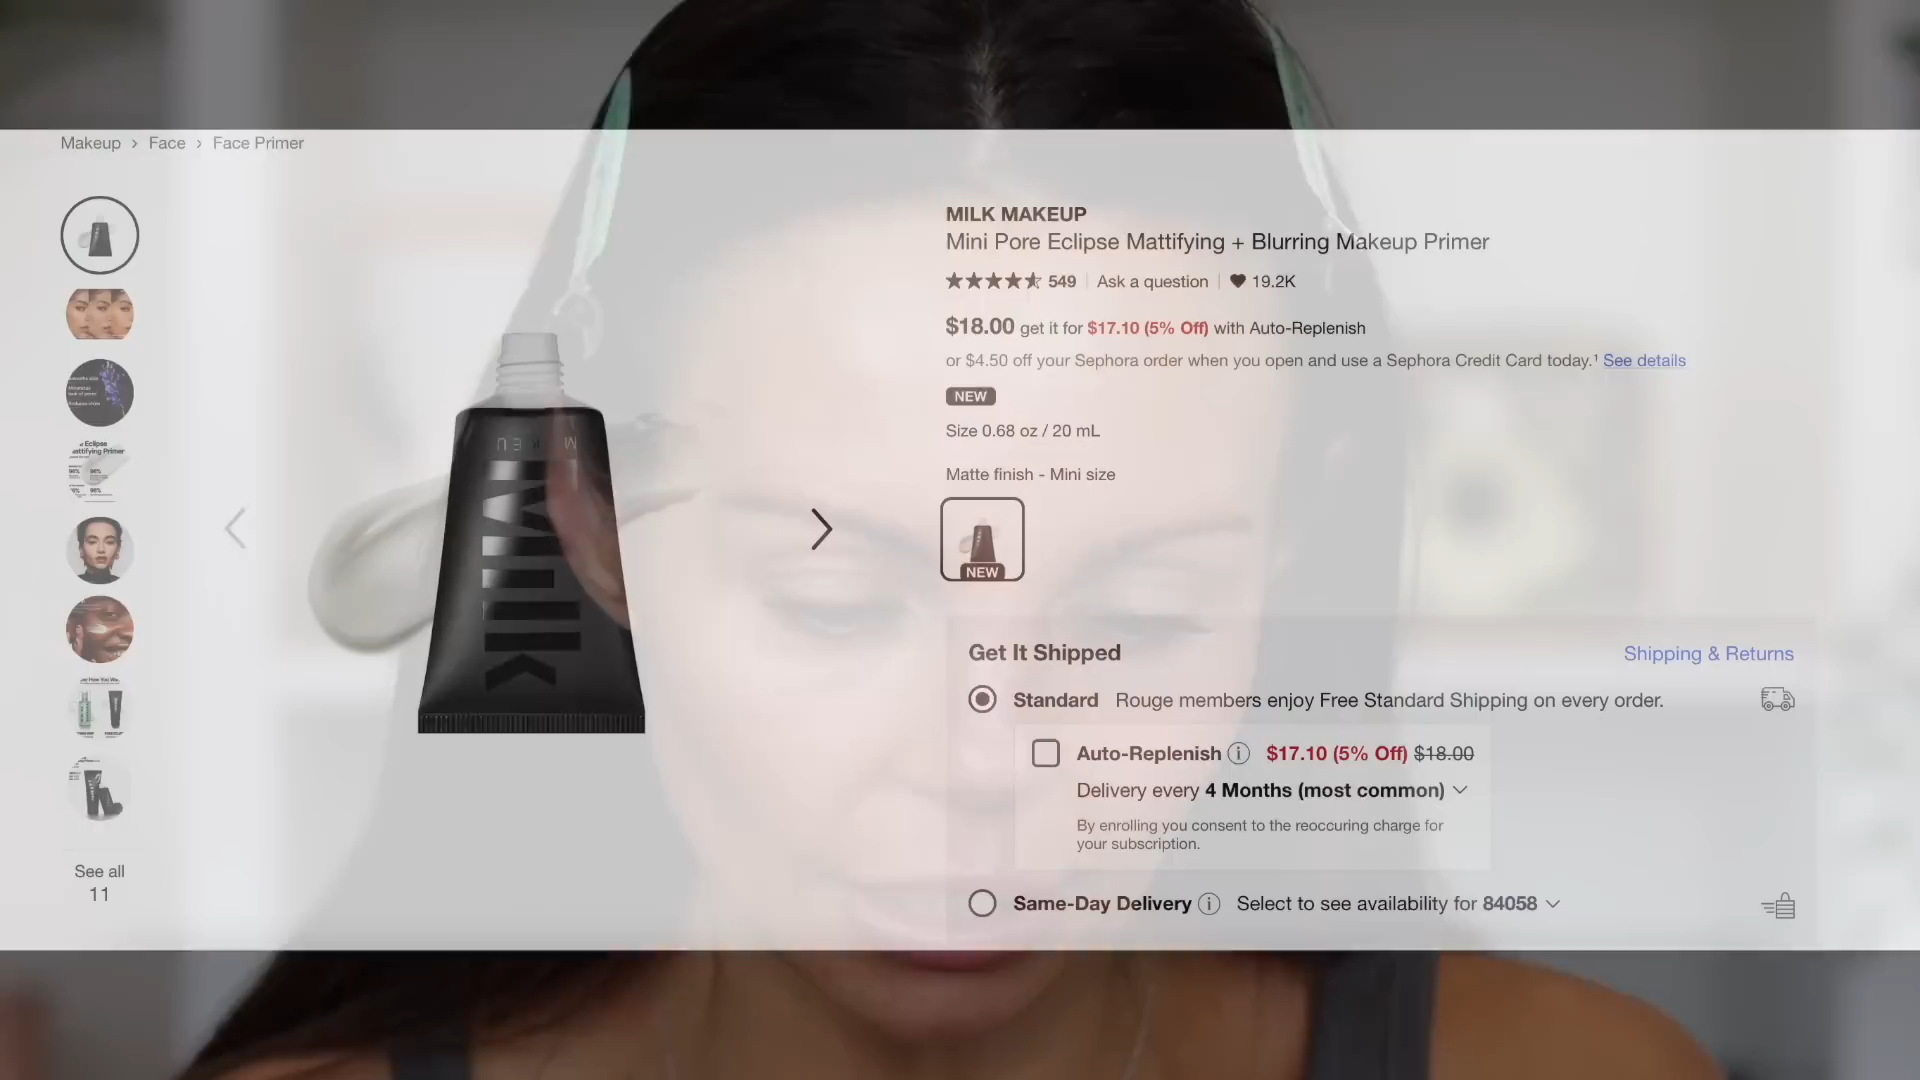 Makeup > Face > Face Primer
MILK MAKEUP
Mini Pore Eclipse Mattifying + Blurring Makeup Primer
549 | Ask a question | 19.2K
$18.00 get it for $17.10 (5% Off) with Auto-Replenish
or $4.50 off your Sephora order when you open and use a Sephora Credit Card today.¹ See details
NEW
Size 0.68 oz / 20 mL
Matte finish - Mini size
NEW
MILK
Get It Shipped
Shipping & Returns
Standard Rouge members enjoy Free Standard Shipping on every order.
Auto-Replenish $17.10 (5% Off) $18.00
Delivery every 4 Months (most common)
By enrolling you consent to the reoccuring charge for
your subscription.
Same-Day Delivery Select to see availability for 84058
See all
11